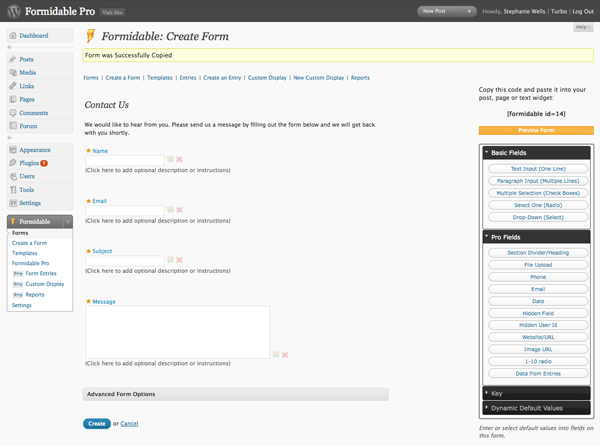 Formidable Pro
Visit Site
New Post
Howdy, Stephanie Wells | Turbo | Log Out
Help
Dashboard
Posts
Media
Links
Pages
Comments
Forum
Appearance
Plugins 1
Users
Tools
Settings
Formidable
Forms
Create a Form
Templates
Formidable Pro
Pro Form Entries
Pro Custom Display
Pro Reports
Settings
Formidable: Create Form
Form was Successfully Copied
Forms | Create a Form | Templates | Entries | Create an Entry | Custom Display | New Custom Display | Reports
Contact Us
We would like to hear from you. Please send us a message by filling out the form below and we will get back
with you shortly.
Name
(Click here to add optional description or instructions)
Email
(Click here to add optional description or instructions)
Subject
(Click here to add optional description or instructions)
Message
(Click here to add optional description or instructions)
Advanced Form Options
Create or Cancel
Copy this code and paste it into your
post, page or text widget:
[formidable id=14]
Preview Form
Basic Fields
Text Input (One Line)
Paragraph Input (Multiple Lines)
Multiple Selection (Check Boxes)
Select One (Radio)
Drop-Down (Select)
Pro Fields
Section Divider/Heading
File Upload
Phone
Email
Date
Hidden Field
Hidden User Id
Website/URL
Image URL
1-10 radio
Data from Entries
Key
Dynamic Default Values
Enter or select default values into fields on
this form.